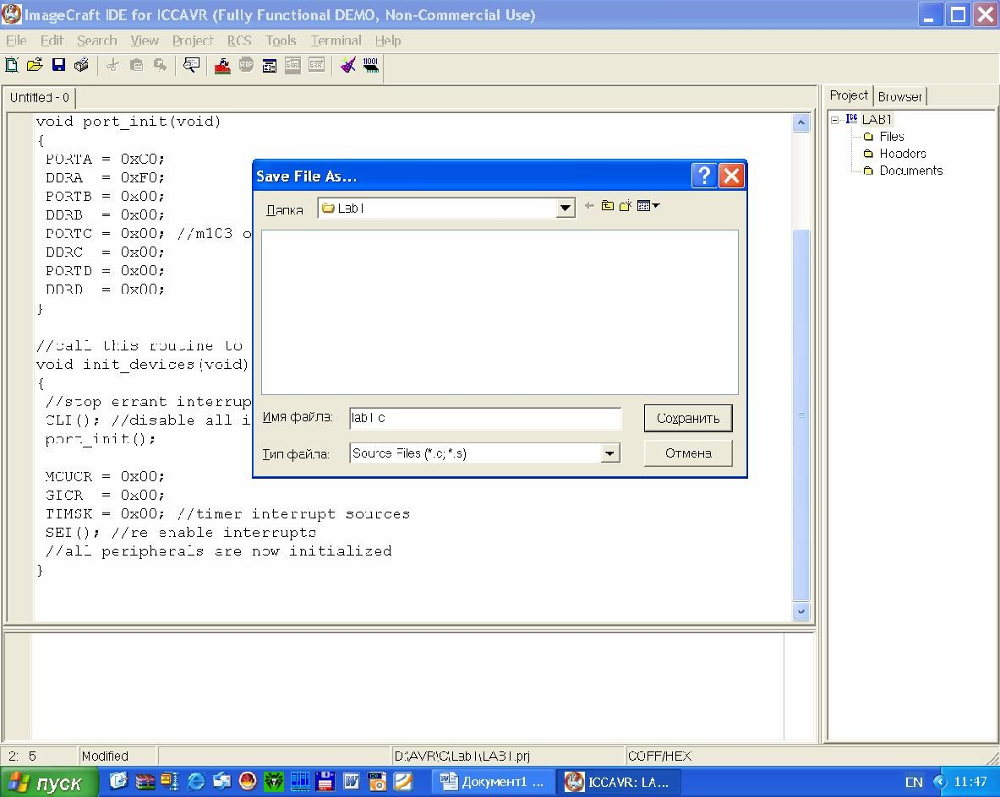 ImageCraft IDE for ICCAVR (Fully Functional DEMO, Non-Commercial Use)
File Edit Search View Project RCS Tools Terminal Help
Untitled - 0
Project Browser
void port_init(void)
{
PORTA = 0xC0;
DDRA = 0xF0;
PORTB = 0x00;
DDRB = 0x00;
PORTC = 0x00; //m103 o
DDRC = 0x00;
PORTD = 0x00;
DDRD = 0x00;
}
//call this routine to
void init_devices(void)
{
//stop errant interrup
CLI(); //disable all i
port_init();
MCUCR = 0x00;
GICR = 0x00;
TIMSK = 0x00; //timer interrupt sources
SEI(); //re enable interrupts
//all peripherals are now initialized
}
Save File As...
Папка Lab1
Имя файла: lab1 c
Сохранить
Тип файла: Source Files (*.c; *.s)
Отмена
LAB1
Files
Headers
Documents
2: 5 Modified D:\AVR\C\Lab1\LAB1.prj COFF/HEX
пуск Документ1 ... ICCAVR: LA... EN 11:47